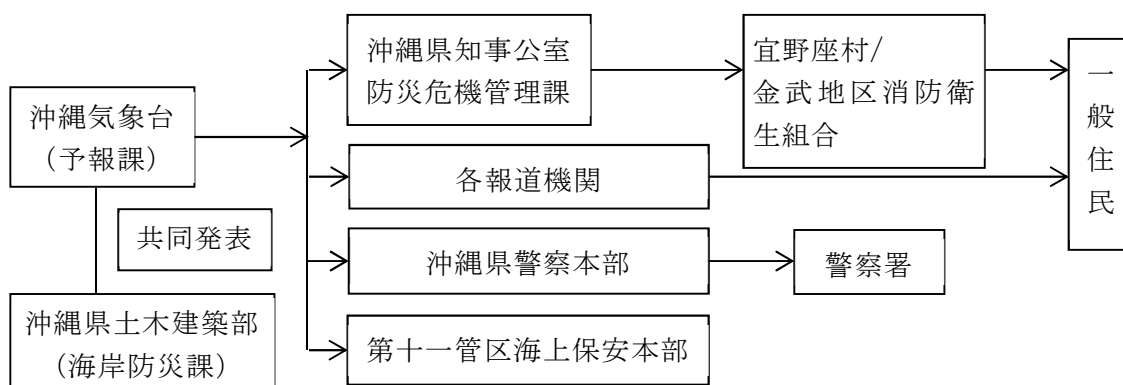 沖縄気象台
(予報課)
共同発表
沖縄県土木建築部
(海岸防災課)
沖縄県知事公室
防災危機管理課
各報道機関
沖縄県警察本部
第十一管区海上保安本部
宜野座村/
金武地区消防衛
生組合
警察署
一般住民